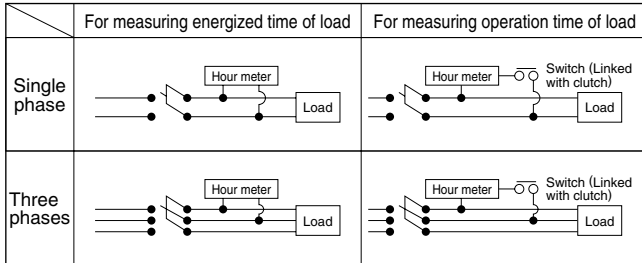 For measuring energized time of load
For measuring operation time of load
Single
phase
Hour meter
Load
Hour meter
Switch (Linked
with clutch)
Load
Three
phases
Hour meter
Load
Hour meter
Switch (Linked
with clutch)
Load